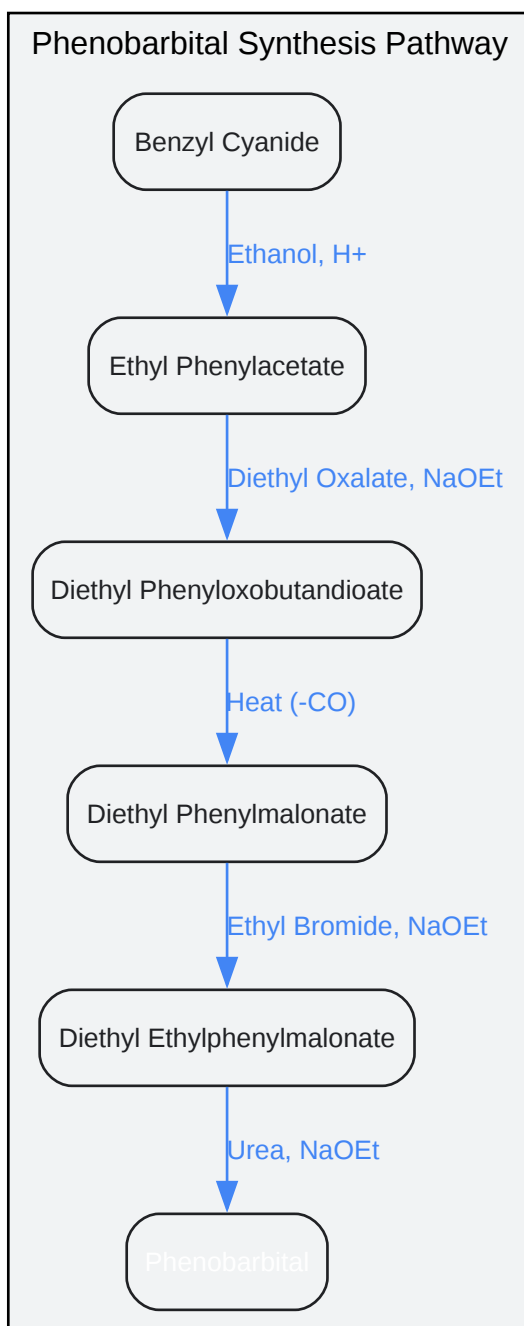 Phenobarbital Synthesis Pathway
Benzyl Cyanide
Ethanol, H+
Ethyl Phenylacetate
Diethyl Oxalate, NaOEt
Diethyl Phenyloxobutandioate
Heat (-CO)
Diethyl Phenylmalonate
Ethyl Bromide, NaOEt
Diethyl Ethylphenylmalonate
Urea, NaOEt
Phenobarbital